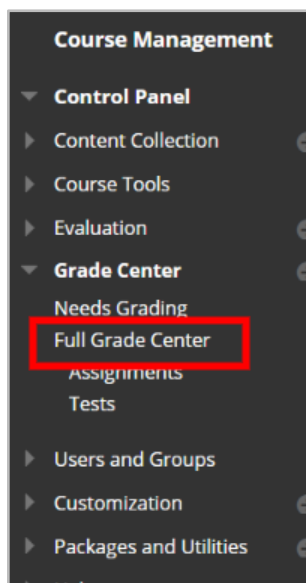 Course Management
Control Panel
Content Collection
Course Tools
Evaluation
Grade Center
Needs Grading
Full Grade Center
Assignments
Tests
Users and Groups
Customization
Packages and Utilities